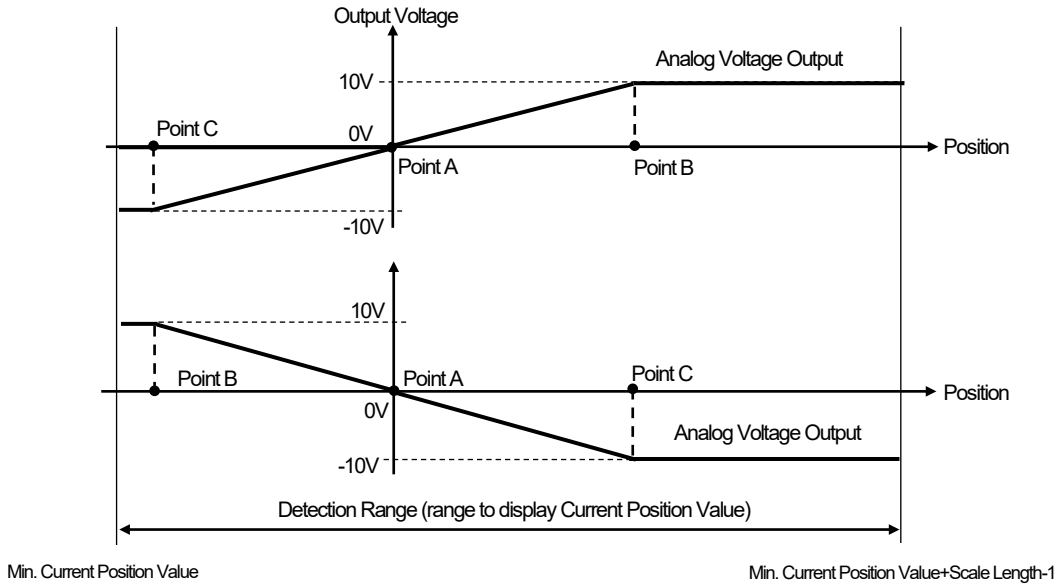 Output Voltage
10V
Analog Voltage Output
Point C
0V
Position
Point A
Point B
-10V
10V
Point B
Point A
Point C
Position
0V
Analog Voltage Output
-10V
Detection Range (range to display Current Position Value)
Min. Current Position Value
Min. Current Position Value+Scale Length-1